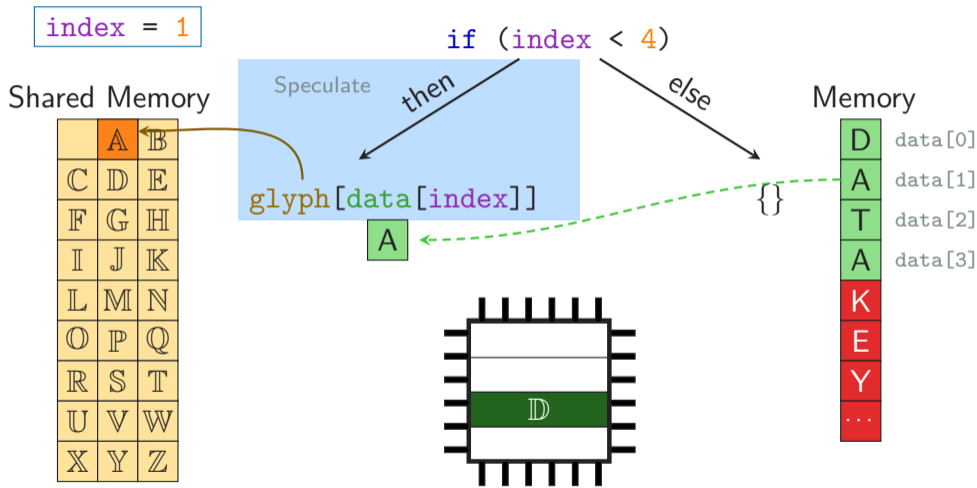 index = 1
if (index < 4)
Speculate
then
else
Shared Memory
Memory
𝔸 𝔹
ℂ 𝔻 𝔼
𝔽 𝔾 ℍ
𝕀 𝕁 𝕂
𝕃 𝕄 ℕ
𝕆 ℙ ℚ
ℝ 𝕊 𝕋
𝕌 𝕍 𝕎
𝕏 𝕐 ℤ
glyph[data[index]]
A
{}
D data[0]
A data[1]
T data[2]
A data[3]
K
E
Y
...
𝔻